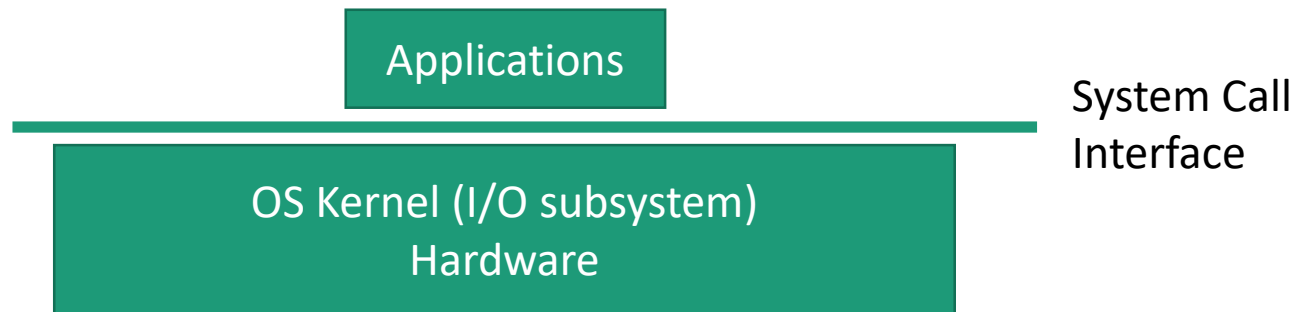 Applications
System Call
Interface
OS Kernel (I/O subsystem)
Hardware